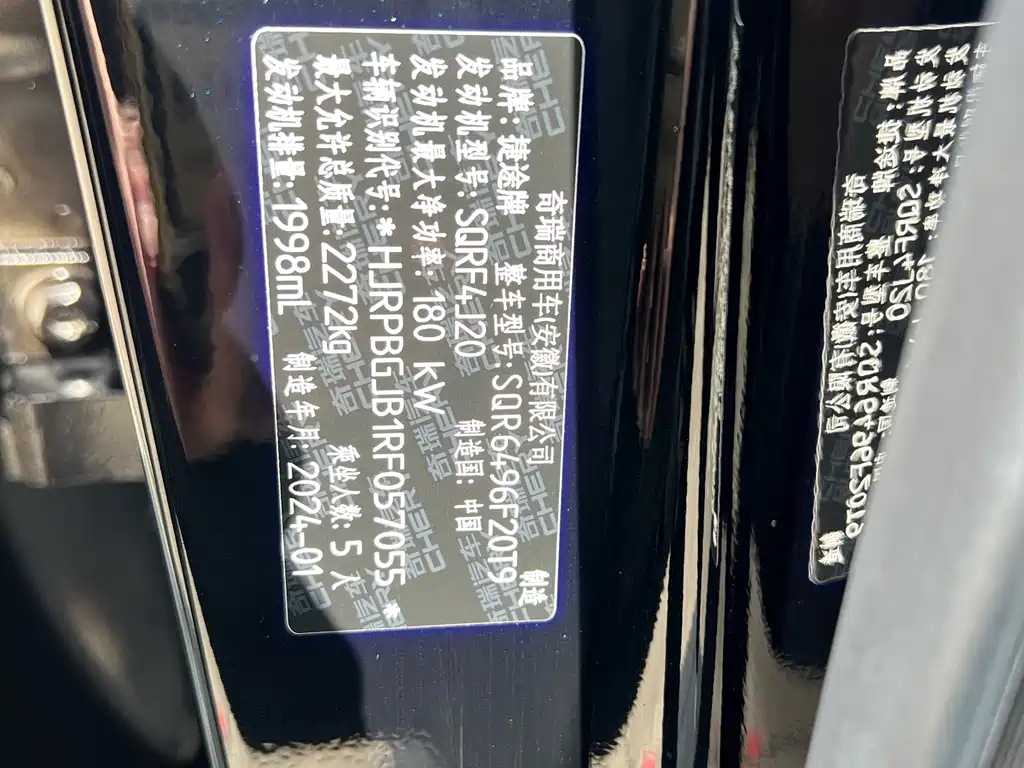 奇瑞商用车(安徽)有限公司 制造
品牌:捷途牌 整车型号:SQR6496F20T9
发动机型号:SQRF4J20 制造国:中国
发动机最大净功率:180 kW
车辆识别代号:*HJRPBGJB1RF057055*
最大允许总质量:2272kg 乘坐人数:5人
发动机排量:1998mL 制造年月:2024-01